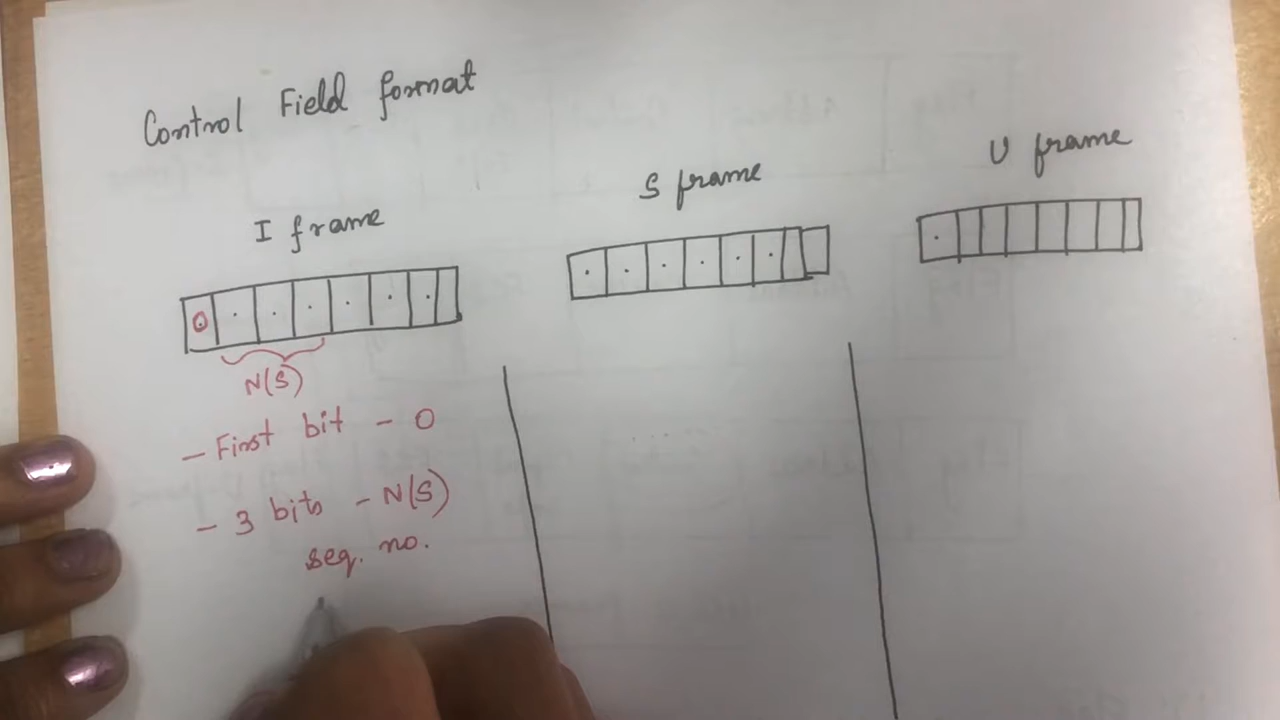 Control Field format
I frame
S frame
U frame
0
N(S)
- First bit - 0
- 3 bits - N(S)
seq. no.